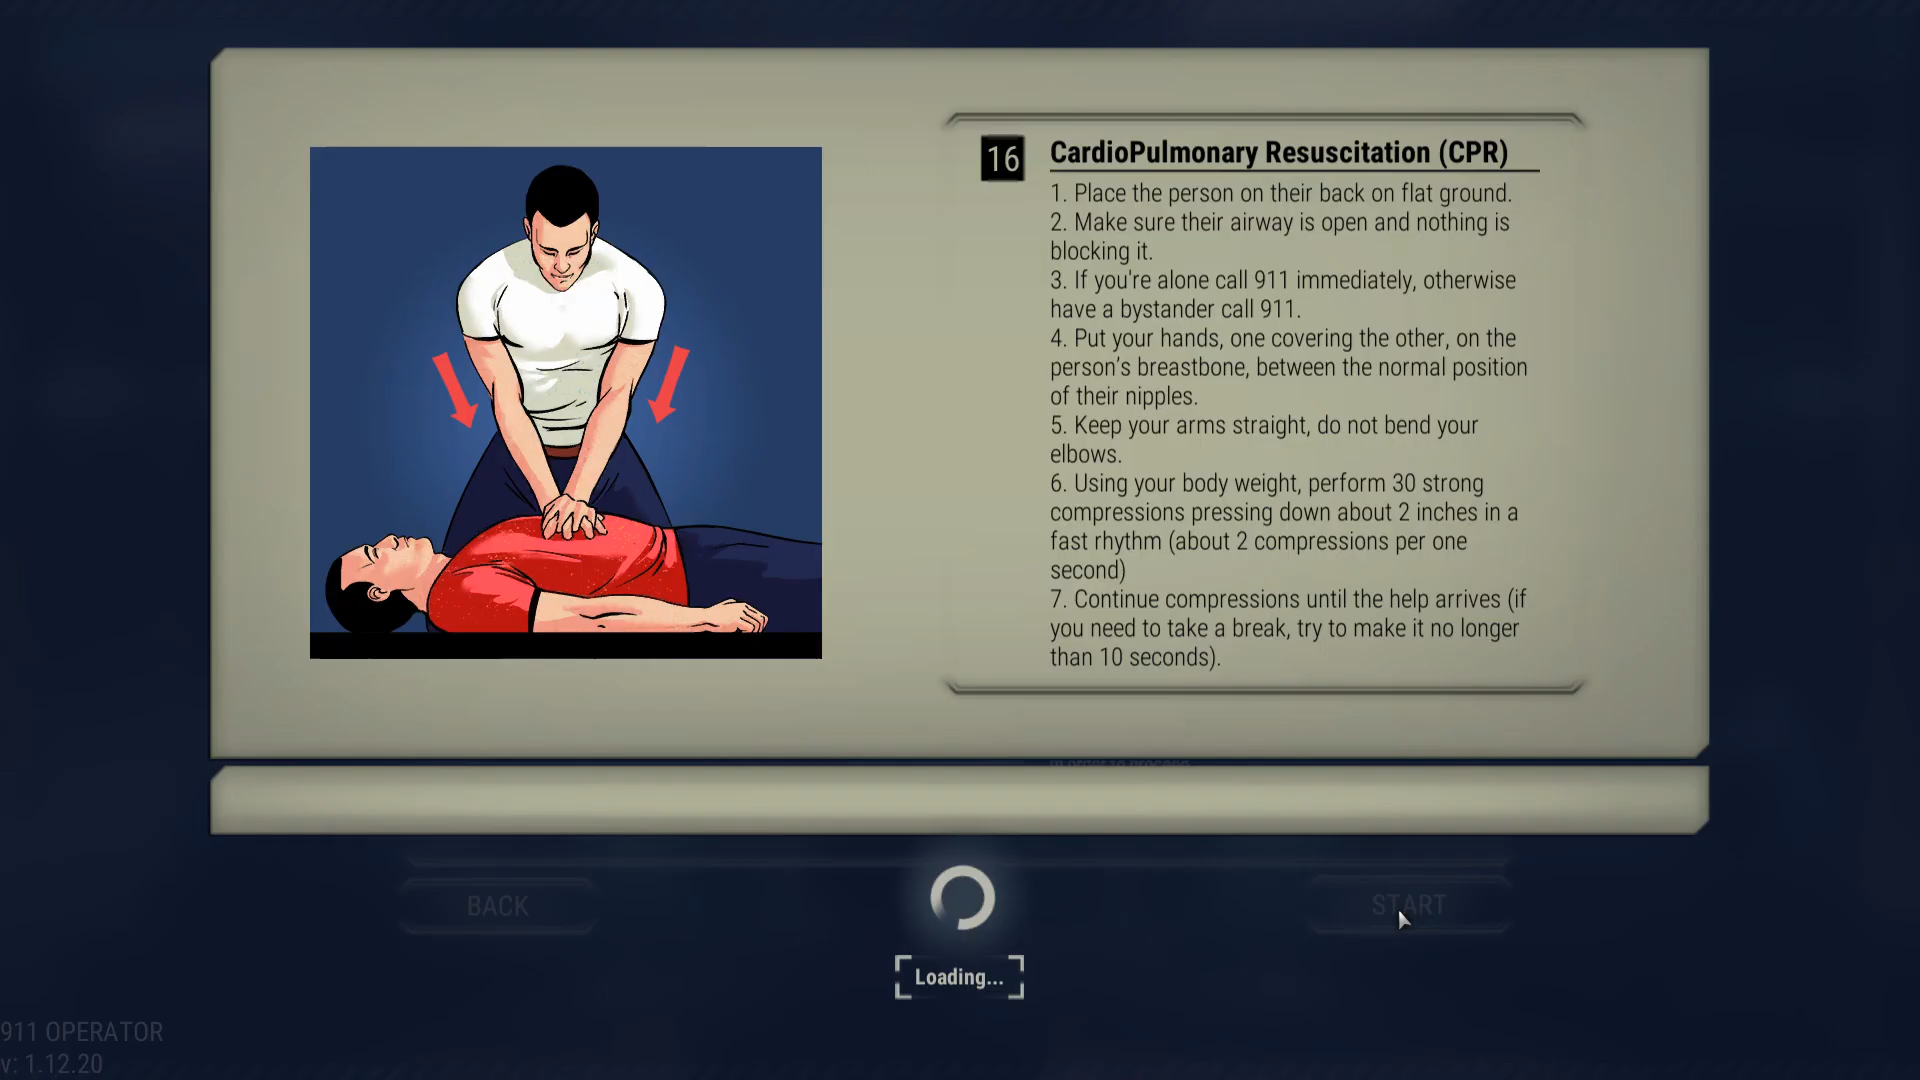 16
CardioPulmonary Resuscitation (CPR)
1. Place the person on their back on flat ground.
2. Make sure their airway is open and nothing is
blocking it.
3. If you're alone call 911 immediately, otherwise
have a bystander call 911.
4. Put your hands, one covering the other, on the
person's breastbone, between the normal position
of their nipples.
5. Keep your arms straight, do not bend your
elbows.
6. Using your body weight, perform 30 strong
compressions pressing down about 2 inches in a
fast rhythm (about 2 compressions per one
second)
7. Continue compressions until the help arrives (if
you need to take a break, try to make it no longer
than 10 seconds).
BACK
START
Loading...
911 OPERATOR
v: 1.12.20